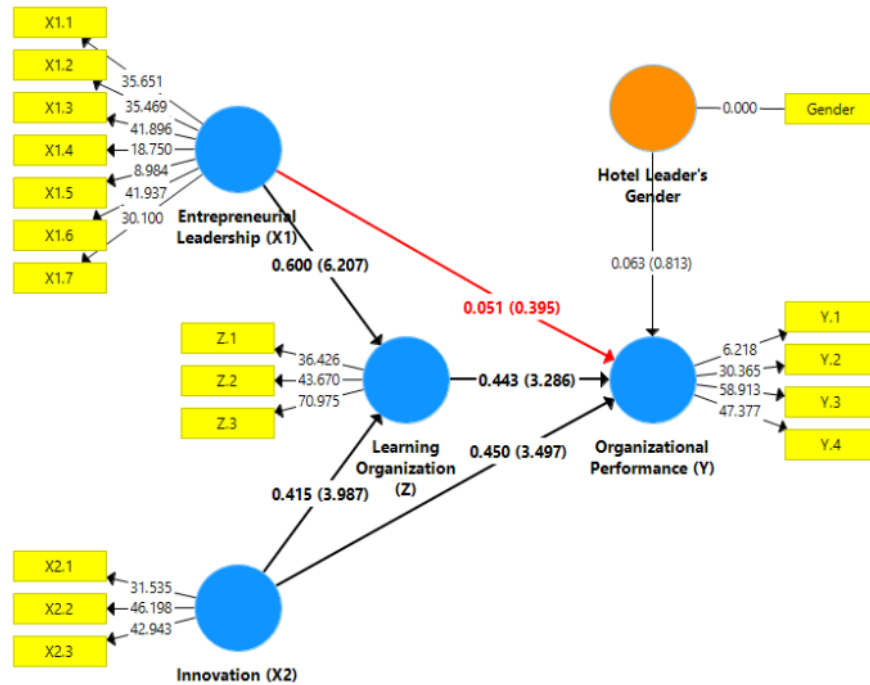 X1.1
X1.2
X1.3
X1.4
X1.5
X1.6
X1.7
35.651
35.469
41.896
18.750
8.984
41.937
30.100
Entrepreneurial
Leadership (X1)
0.600 (6.207)
0.051 (0.395)
Hotel Leader's
Gender
0.000
Gender
0.063 (0.813)
Z.1
Z.2
Z.3
36.426
43.670
70.975
Learning
Organization
(Z)
0.443 (3.286)
0.450 (3.497)
0.415 (3.987)
Organizational
Performance (Y)
6.218
30.365
58.913
47.377
Y.1
Y.2
Y.3
Y.4
X2.1
X2.2
X2.3
31.535
46.198
42.943
Innovation (X2)